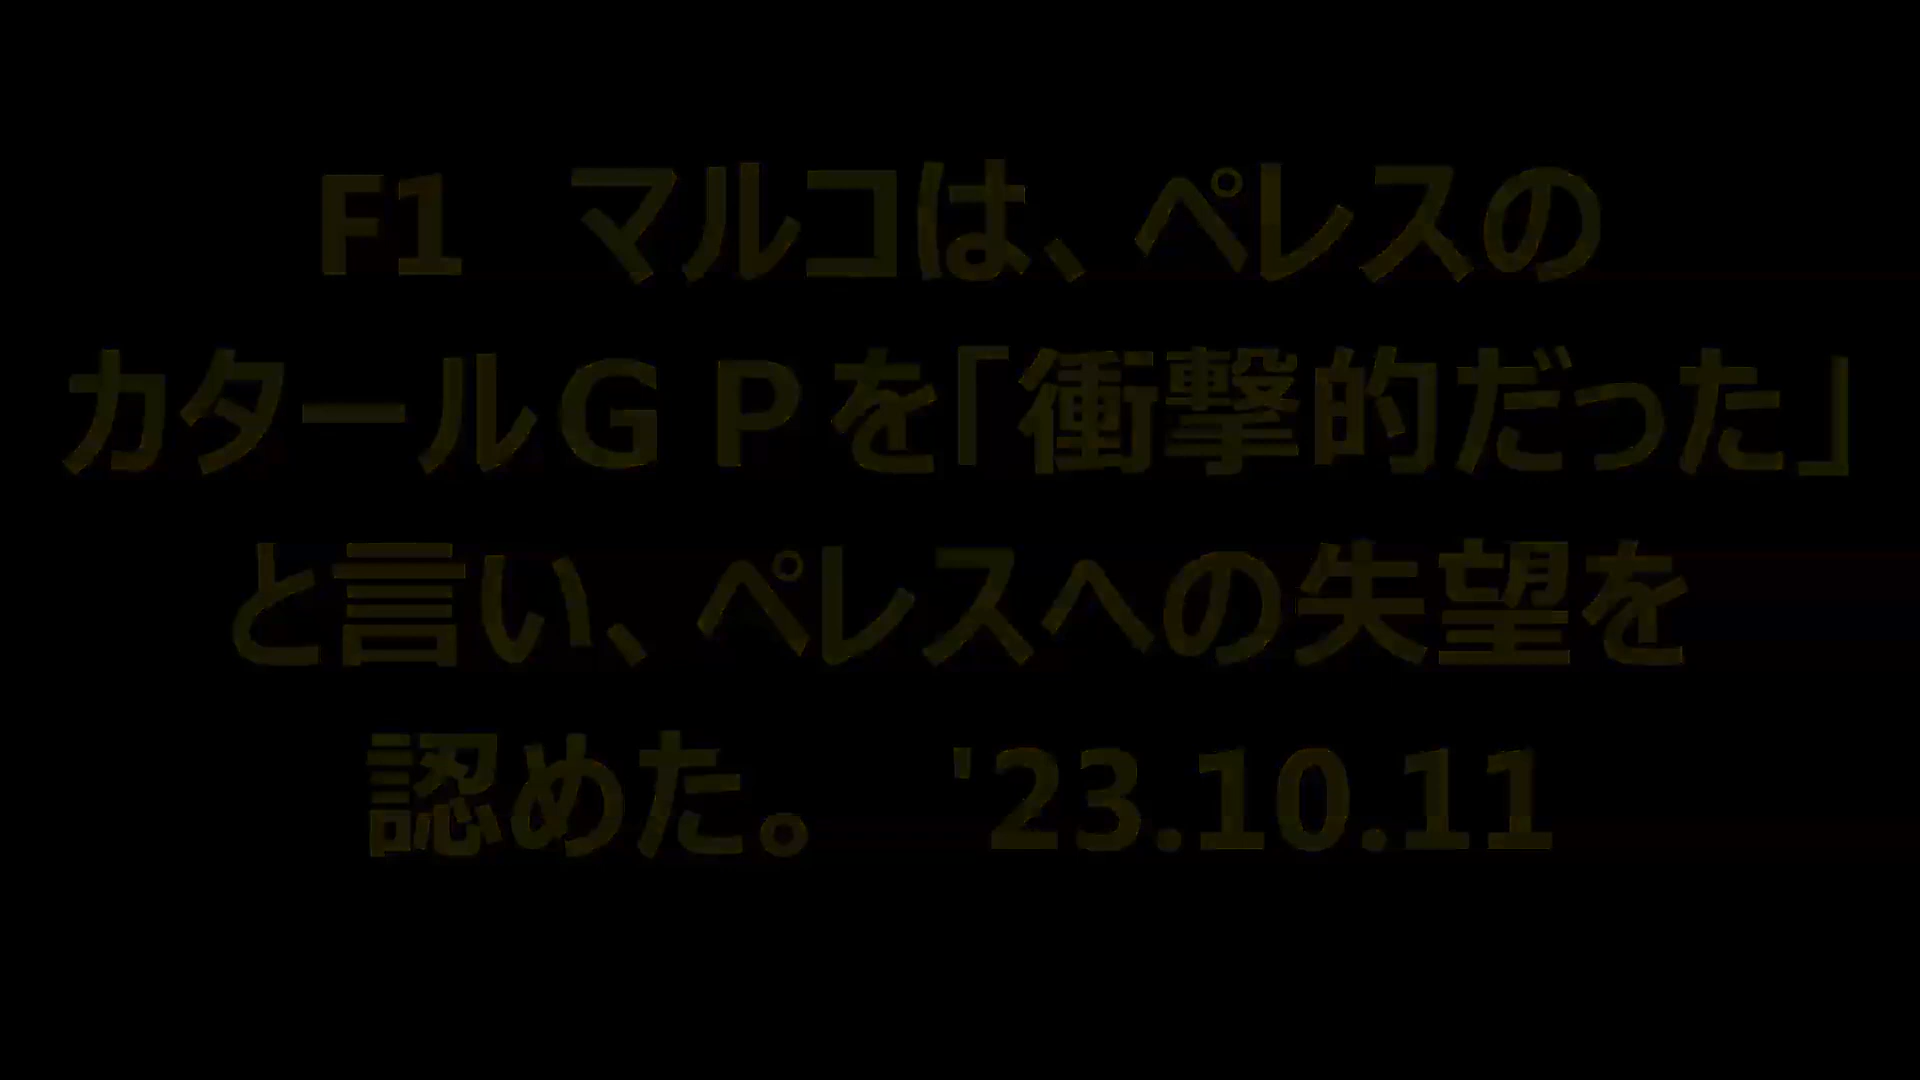 F1　マルコは、ペレスの
カタールＧＰを「衝撃的だった」
と言い、ペレスへの失望を
認めた。　'23.10.11